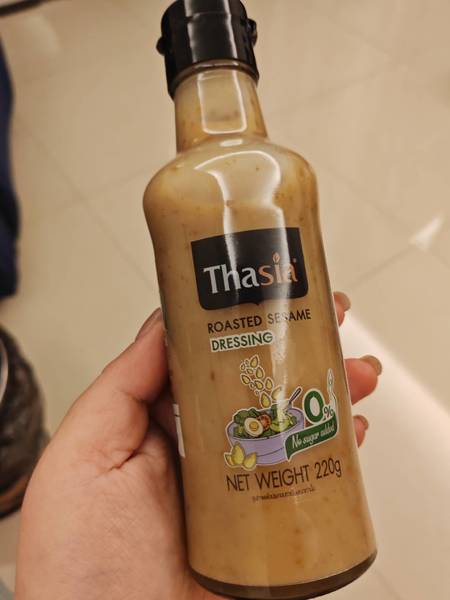 Thasia
ROASTED SESAME
DRESSING
0%
No sugar added
NET WEIGHT 220g